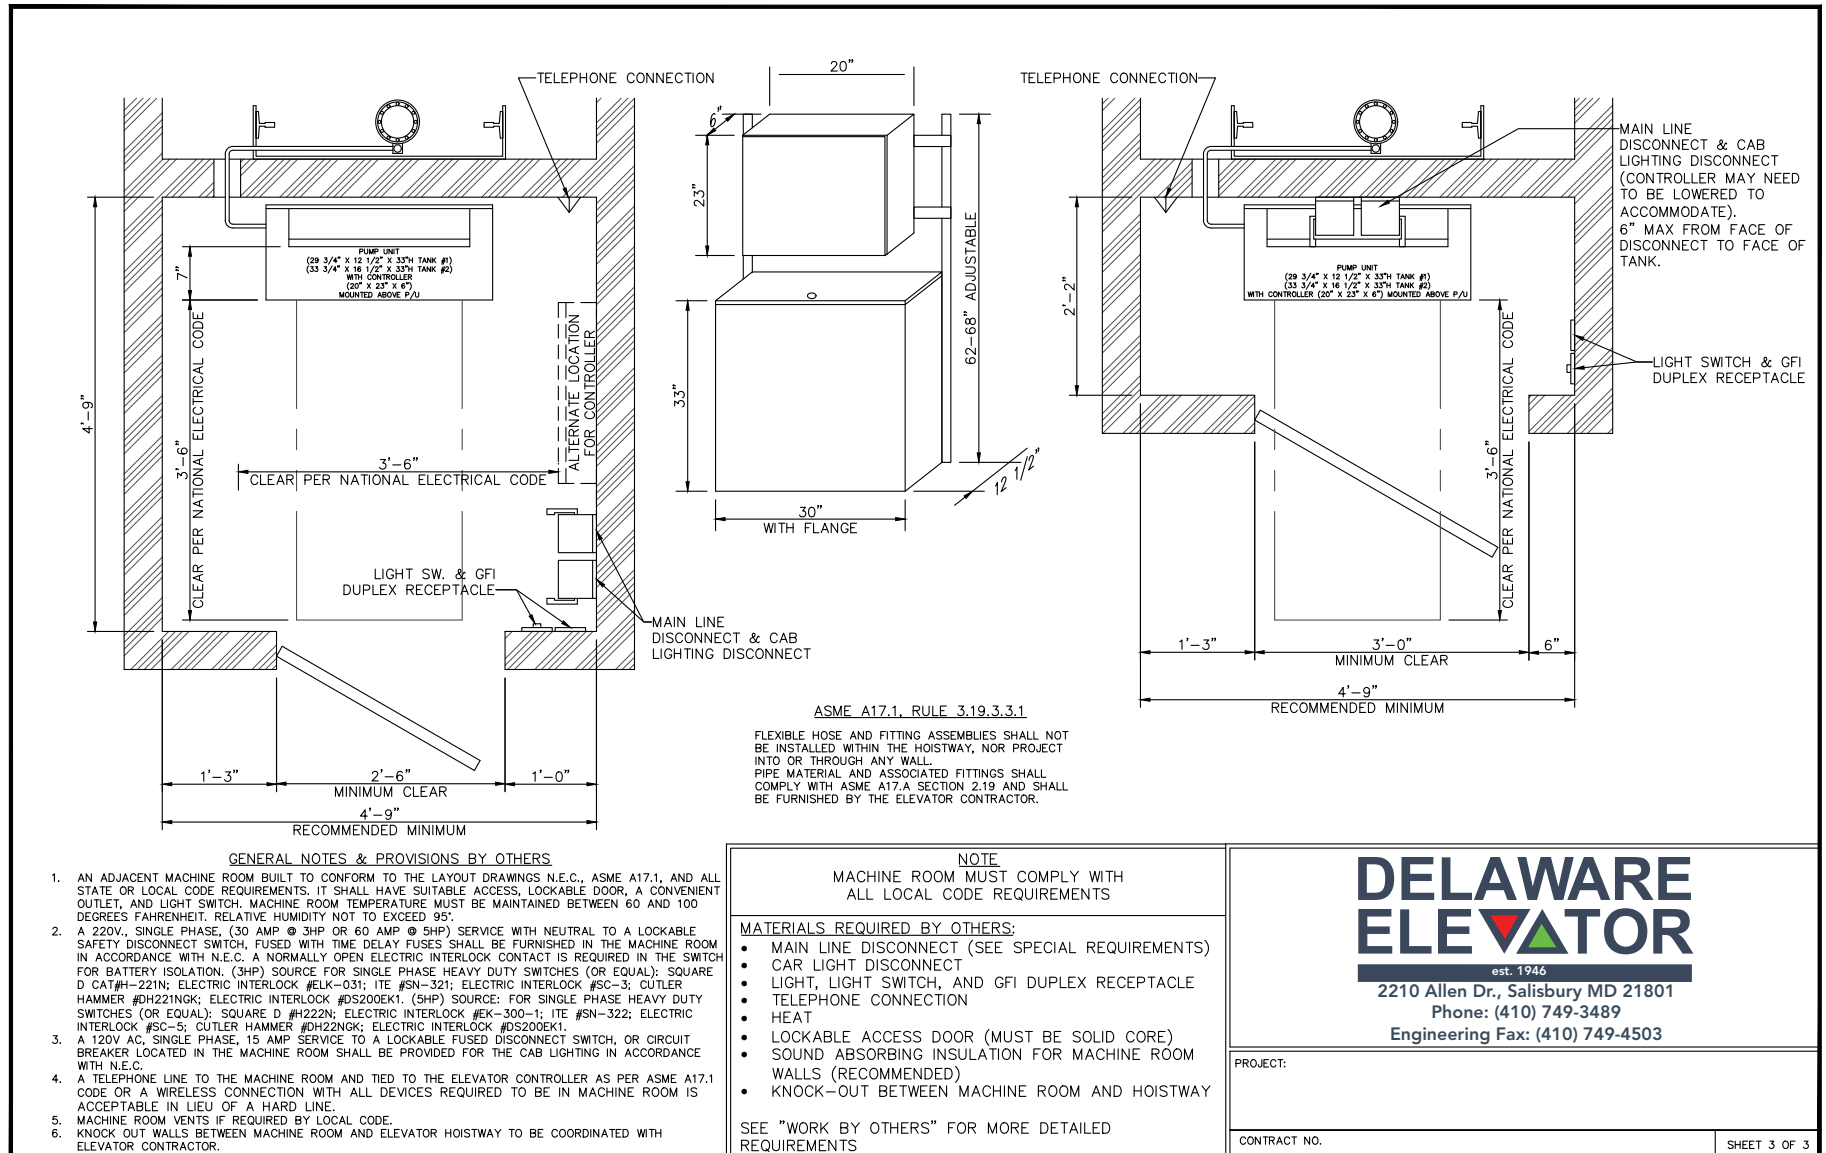 TELEPHONE CONNECTION
4'-9"
7"
PUMP UNIT
(29 3/4" X 12 1/2" X 33"H TANK #1)
(33 3/4" X 16 1/2" X 33"H TANK #2)
WITH CONTROLLER
(20" X 23" X 6")
MOUNTED ABOVE P/U
3'-6"
CLEAR PER NATIONAL ELECTRICAL CODE
3'-6"
CLEAR PER NATIONAL ELECTRICAL CODE
ALTERNATE LOCATION
FOR CONTROLLER
LIGHT SW. & GFI
DUPLEX RECEPTACLE
MAIN LINE
DISCONNECT & CAB
LIGHTING DISCONNECT
1'-3"
2'-6"
MINIMUM CLEAR
1'-0"
4'-9"
RECOMMENDED MINIMUM
20"
6"
23"
62-68" ADJUSTABLE
33"
12 1/2"
30"
WITH FLANGE
TELEPHONE CONNECTION
MAIN LINE
DISCONNECT & CAB
LIGHTING DISCONNECT
(CONTROLLER MAY NEED
TO BE LOWERED TO
ACCOMMODATE).
6" MAX FROM FACE OF
DISCONNECT TO FACE OF
TANK.
2'-2"
PUMP UNIT
(29 3/4" X 12 1/2" X 33"H TANK #1)
(33 3/4" X 16 1/2" X 33"H TANK #2)
WITH CONTROLLER (20" X 23" X 6") MOUNTED ABOVE P/U
3'-6"
CLEAR PER NATIONAL ELECTRICAL CODE
LIGHT SWITCH & GFI
DUPLEX RECEPTACLE
1'-3"
3'-0"
MINIMUM CLEAR
6"
4'-9"
RECOMMENDED MINIMUM
ASME A17.1, RULE 3.19.3.3.1
FLEXIBLE HOSE AND FITTING ASSEMBLIES SHALL NOT
BE INSTALLED WITHIN THE HOISTWAY, NOR PROJECT
INTO OR THROUGH ANY WALL.
PIPE MATERIAL AND ASSOCIATED FITTINGS SHALL
COMPLY WITH ASME A17.A SECTION 2.19 AND SHALL
BE FURNISHED BY THE ELEVATOR CONTRACTOR.
GENERAL NOTES & PROVISIONS BY OTHERS
1. AN ADJACENT MACHINE ROOM BUILT TO CONFORM TO THE LAYOUT DRAWINGS N.E.C., ASME A17.1, AND ALL
STATE OR LOCAL CODE REQUIREMENTS. IT SHALL HAVE SUITABLE ACCESS, LOCKABLE DOOR, A CONVENIENT
OUTLET, AND LIGHT SWITCH. MACHINE ROOM TEMPERATURE MUST BE MAINTAINED BETWEEN 60 AND 100
DEGREES FAHRENHEIT. RELATIVE HUMIDITY NOT TO EXCEED 95°.
2. A 220V., SINGLE PHASE, (30 AMP @ 3HP OR 60 AMP @ 5HP) SERVICE WITH NEUTRAL TO A LOCKABLE
SAFETY DISCONNECT SWITCH, FUSED WITH TIME DELAY FUSES SHALL BE FURNISHED IN THE MACHINE ROOM
IN ACCORDANCE WITH N.E.C. A NORMALLY OPEN ELECTRIC INTERLOCK CONTACT IS REQUIRED IN THE SWITCH
FOR BATTERY ISOLATION. (3HP) SOURCE FOR SINGLE PHASE HEAVY DUTY SWITCHES (OR EQUAL): SQUARE
D CAT#H-221N; ELECTRIC INTERLOCK #ELK-031; ITE #SN-321; ELECTRIC INTERLOCK #SC-3; CUTLER
HAMMER #DH221NGK; ELECTRIC INTERLOCK #DS200EK1. (5HP) SOURCE: FOR SINGLE PHASE HEAVY DUTY
SWITCHES (OR EQUAL): SQUARE D #H222N; ELECTRIC INTERLOCK #EK-300-1; ITE #SN-322; ELECTRIC
INTERLOCK #SC-5; CUTLER HAMMER #DH22NGK; ELECTRIC INTERLOCK #DS200EK1.
3. A 120V AC, SINGLE PHASE, 15 AMP SERVICE TO A LOCKABLE FUSED DISCONNECT SWITCH, OR CIRCUIT
BREAKER LOCATED IN THE MACHINE ROOM SHALL BE PROVIDED FOR THE CAB LIGHTING IN ACCORDANCE
WITH N.E.C.
4. A TELEPHONE LINE TO THE MACHINE ROOM AND TIED TO THE ELEVATOR CONTROLLER AS PER ASME A17.1
CODE OR A WIRELESS CONNECTION WITH ALL DEVICES REQUIRED TO BE IN MACHINE ROOM IS
ACCEPTABLE IN LIEU OF A HARD LINE.
5. MACHINE ROOM VENTS IF REQUIRED BY LOCAL CODE.
6. KNOCK OUT WALLS BETWEEN MACHINE ROOM AND ELEVATOR HOISTWAY TO BE COORDINATED WITH
ELEVATOR CONTRACTOR.
NOTE
MACHINE ROOM MUST COMPLY WITH
ALL LOCAL CODE REQUIREMENTS
MATERIALS REQUIRED BY OTHERS:
• MAIN LINE DISCONNECT (SEE SPECIAL REQUIREMENTS)
• CAR LIGHT DISCONNECT
• LIGHT, LIGHT SWITCH, AND GFI DUPLEX RECEPTACLE
• TELEPHONE CONNECTION
• HEAT
• LOCKABLE ACCESS DOOR (MUST BE SOLID CORE)
• SOUND ABSORBING INSULATION FOR MACHINE ROOM
WALLS (RECOMMENDED)
• KNOCK-OUT BETWEEN MACHINE ROOM AND HOISTWAY
SEE "WORK BY OTHERS" FOR MORE DETAILED
REQUIREMENTS
DELAWARE
ELEVATOR
est. 1946
2210 Allen Dr., Salisbury MD 21801
Phone: (410) 749-3489
Engineering Fax: (410) 749-4503
PROJECT:
CONTRACT NO.
SHEET 3 OF 3